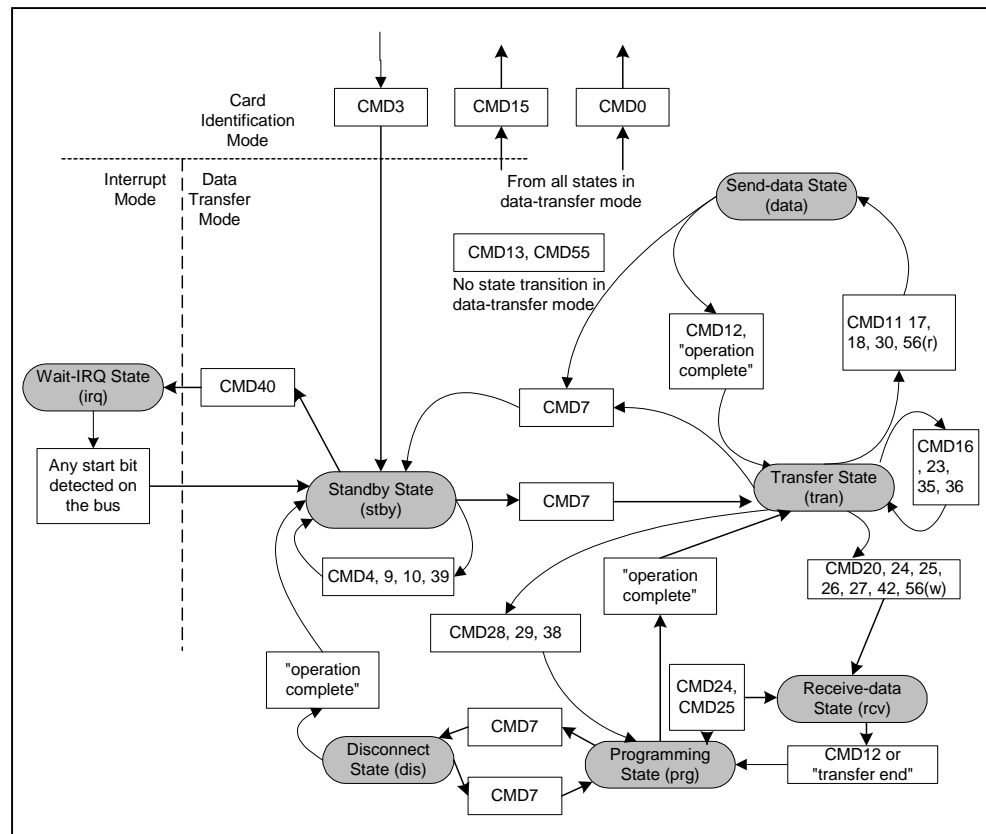 Card
Identification
Mode
CMD3
CMD15
CMD0
Interrupt
Mode
Data
Transfer
Mode
From all states in
data-transfer mode
Send-data State
(data)
CMD13, CMD55
No state transition in
data-transfer mode
CMD12,
"operation
complete"
CMD11 17,
18, 30, 56(r)
Wait-IRQ State
(irq)
CMD40
CMD7
CMD16
, 23,
35, 36
Any start bit
detected on
the bus
Standby State
(stby)
CMD7
Transfer State
(tran)
CMD4, 9, 10, 39
"operation
complete"
CMD20, 24, 25,
26, 27, 42, 56(w)
CMD28, 29, 38
"operation
complete"
CMD24,
CMD25
Receive-data
State (rcv)
CMD7
Disconnect
State (dis)
Programming
State (prg)
CMD12 or
"transfer end"
CMD7